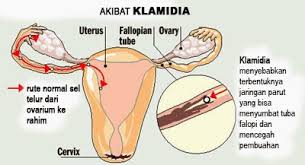 AKIBAT KLAMIDIA
Uterus
Fallopian
tube
Ovary
rute normal sel
telur dari
ovarium ke
rahim
Klamidia
menyebabkan
terbentuknya
jaringan parut
yang bisa
menyumbat tuba
falopi dan
mencegah
pembuahan
Cervix